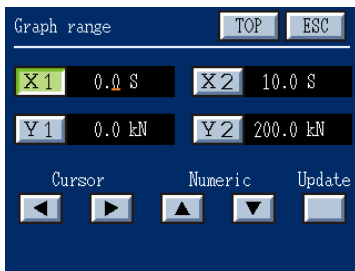 Graph range TOP ESC
X1 0.0 S X2 10.0 S
Y1 0.0 kN Y2 200.0 kN
Cursor Numeric Update